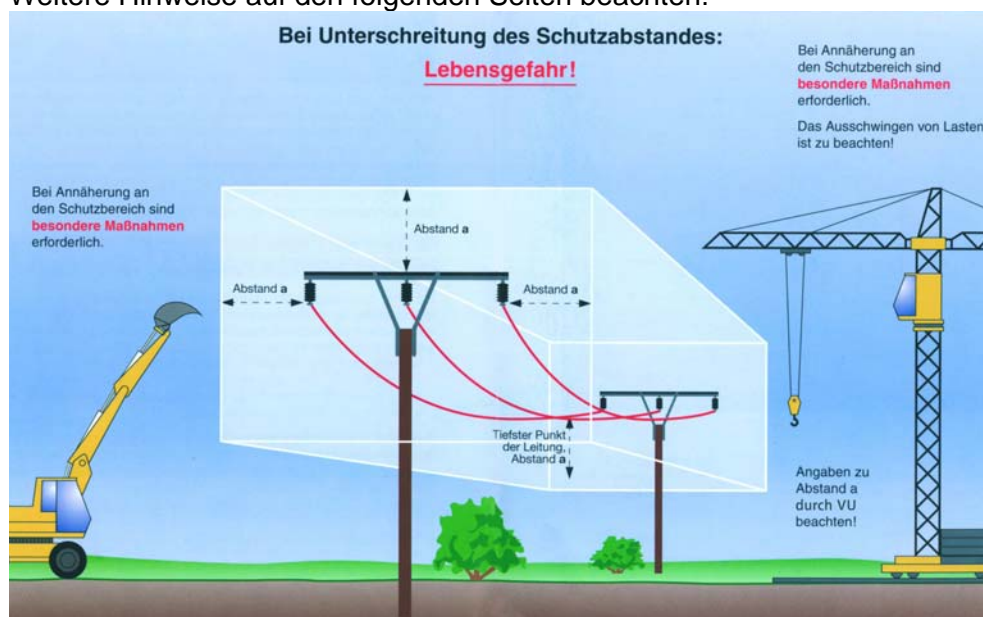 Weitere Hinweise auf den folgenden Seiten beachten.
Bei Unterschreitung des Schutzabstandes:
Lebensgefahr!
Bei Annäherung an
den Schutzbereich sind
besondere Maßnahmen
erforderlich.
Das Ausschwingen von Lasten
ist zu beachten!
Bei Annäherung an
den Schutzbereich sind
besondere Maßnahmen
erforderlich.
Abstand a
Abstand a
Abstand a
Tiefster Punkt
der Leitung,
Abstand a
Angaben zu
Abstand a
durch VU
beachten!